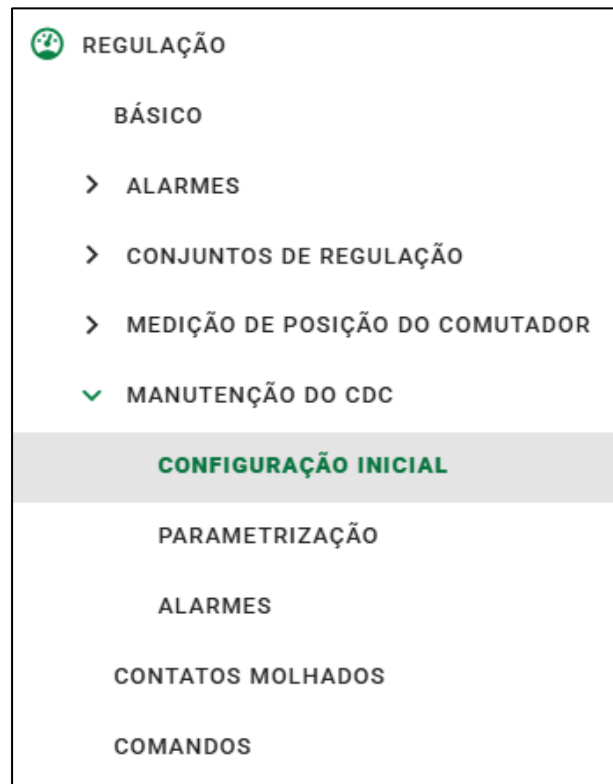 REGULAÇÃO
BÁSICO
ALARMES
CONJUNTOS DE REGULAÇÃO
MEDIÇÃO DE POSIÇÃO DO COMUTADOR
MANUTENÇÃO DO CDC
CONFIGURAÇÃO INICIAL
PARAMETRIZAÇÃO
ALARMES
CONTATOS MOLHADOS
COMANDOS